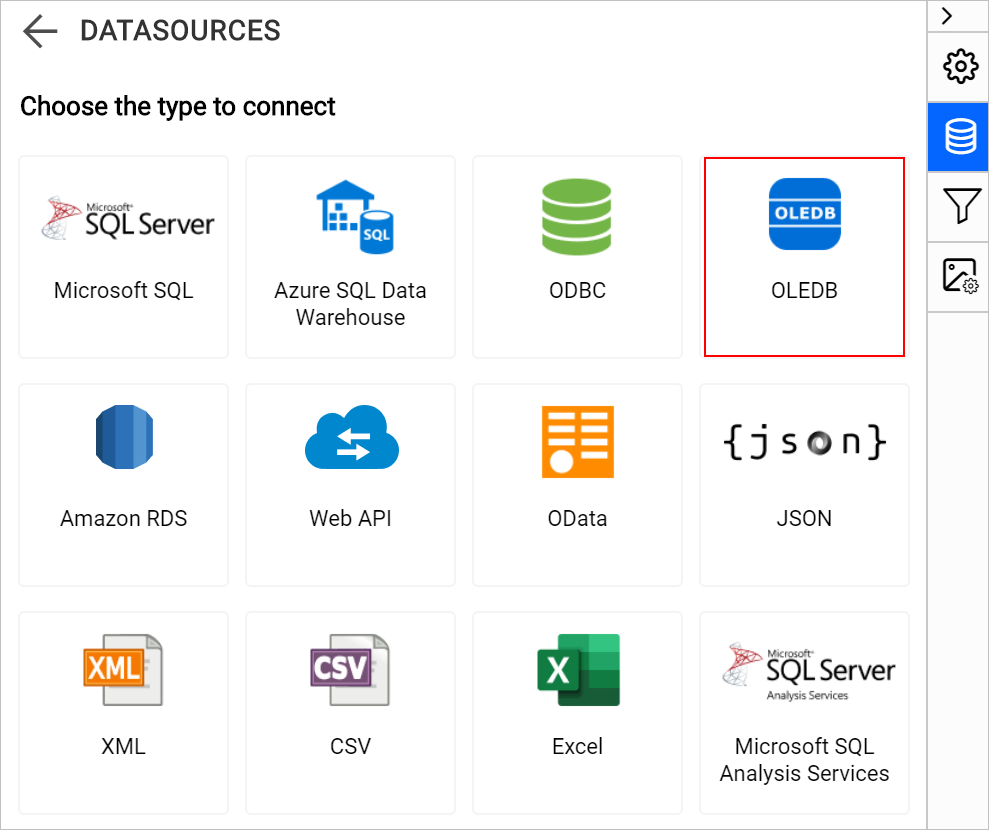 DATASOURCES
Choose the type to connect
Microsoft®
SQL Server
Microsoft SQL
SQL
Azure SQL Data
Warehouse
ODBC
OLEDB
OLEDB
Amazon RDS
Web API
OData
{json}
JSON
XML
XML
CSV
CSV
X
Excel
Microsoft®
SQL Server
Analysis Services
Microsoft SQL
Analysis Services